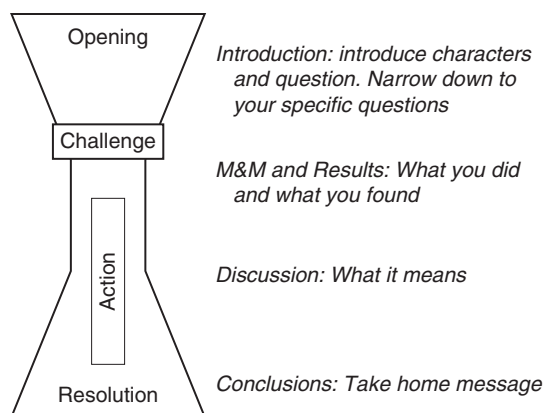 Opening
Introduction: introduce characters
and question. Narrow down to
your specific questions
Challenge
M&M and Results: What you did
and what you found
Action
Discussion: What it means
Resolution
Conclusions: Take home message